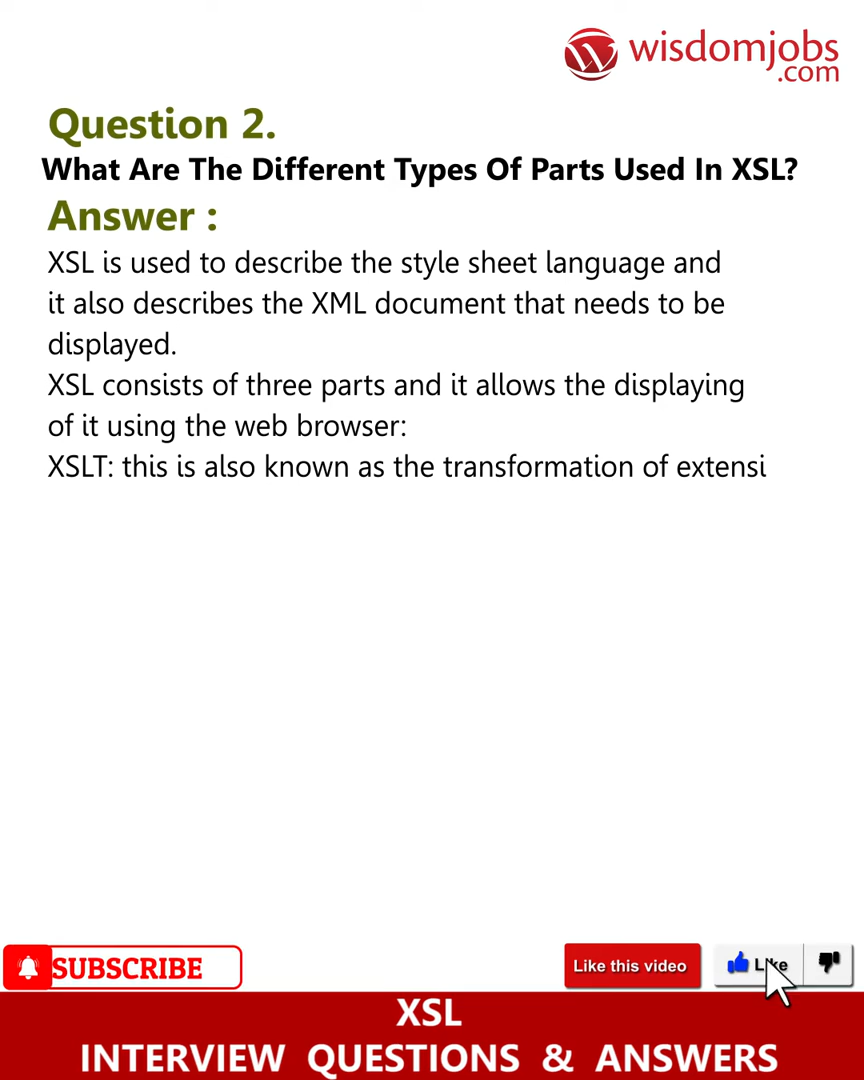 wisdomjobs
.com
Question 2.
What Are The Different Types Of Parts Used In XSL?
Answer :
XSL is used to describe the style sheet language and
it also describes the XML document that needs to be
displayed.
XSL consists of three parts and it allows the displaying
of it using the web browser:
XSLT: this is also known as the transformation of extensi
SUBSCRIBE
Like this video
Like
XSL
INTERVIEW QUESTIONS & ANSWERS